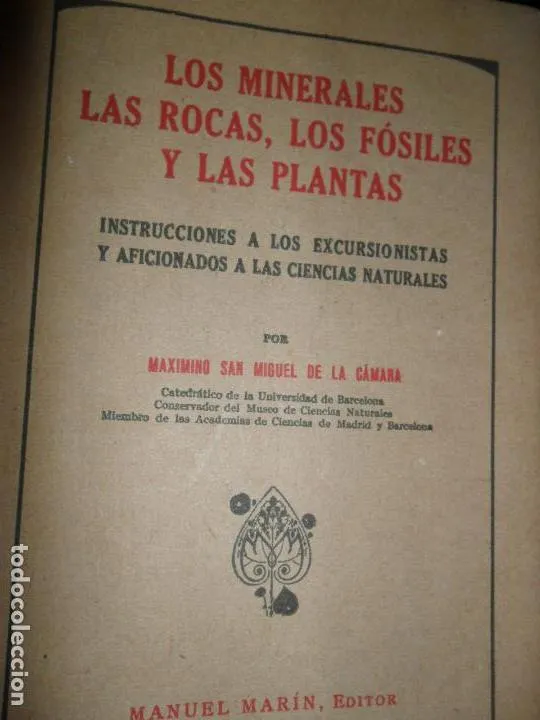 LOS MINERALES
LAS ROCAS, LOS FÓSILES
Y LAS PLANTAS
INSTRUCCIONES A LOS EXCURSIONISTAS
Y AFICIONADOS A LAS CIENCIAS NATURALES
POR
MAXIMINO SAN MIGUEL DE LA CÁMARA
Catedrático de la Universidad de Barcelona
Conservador del Museo de Ciencias Naturales
Miembro de las Academias de Ciencias de Madrid y Barcelona
MANUEL MARÍN, EDITOR
todocoleccion